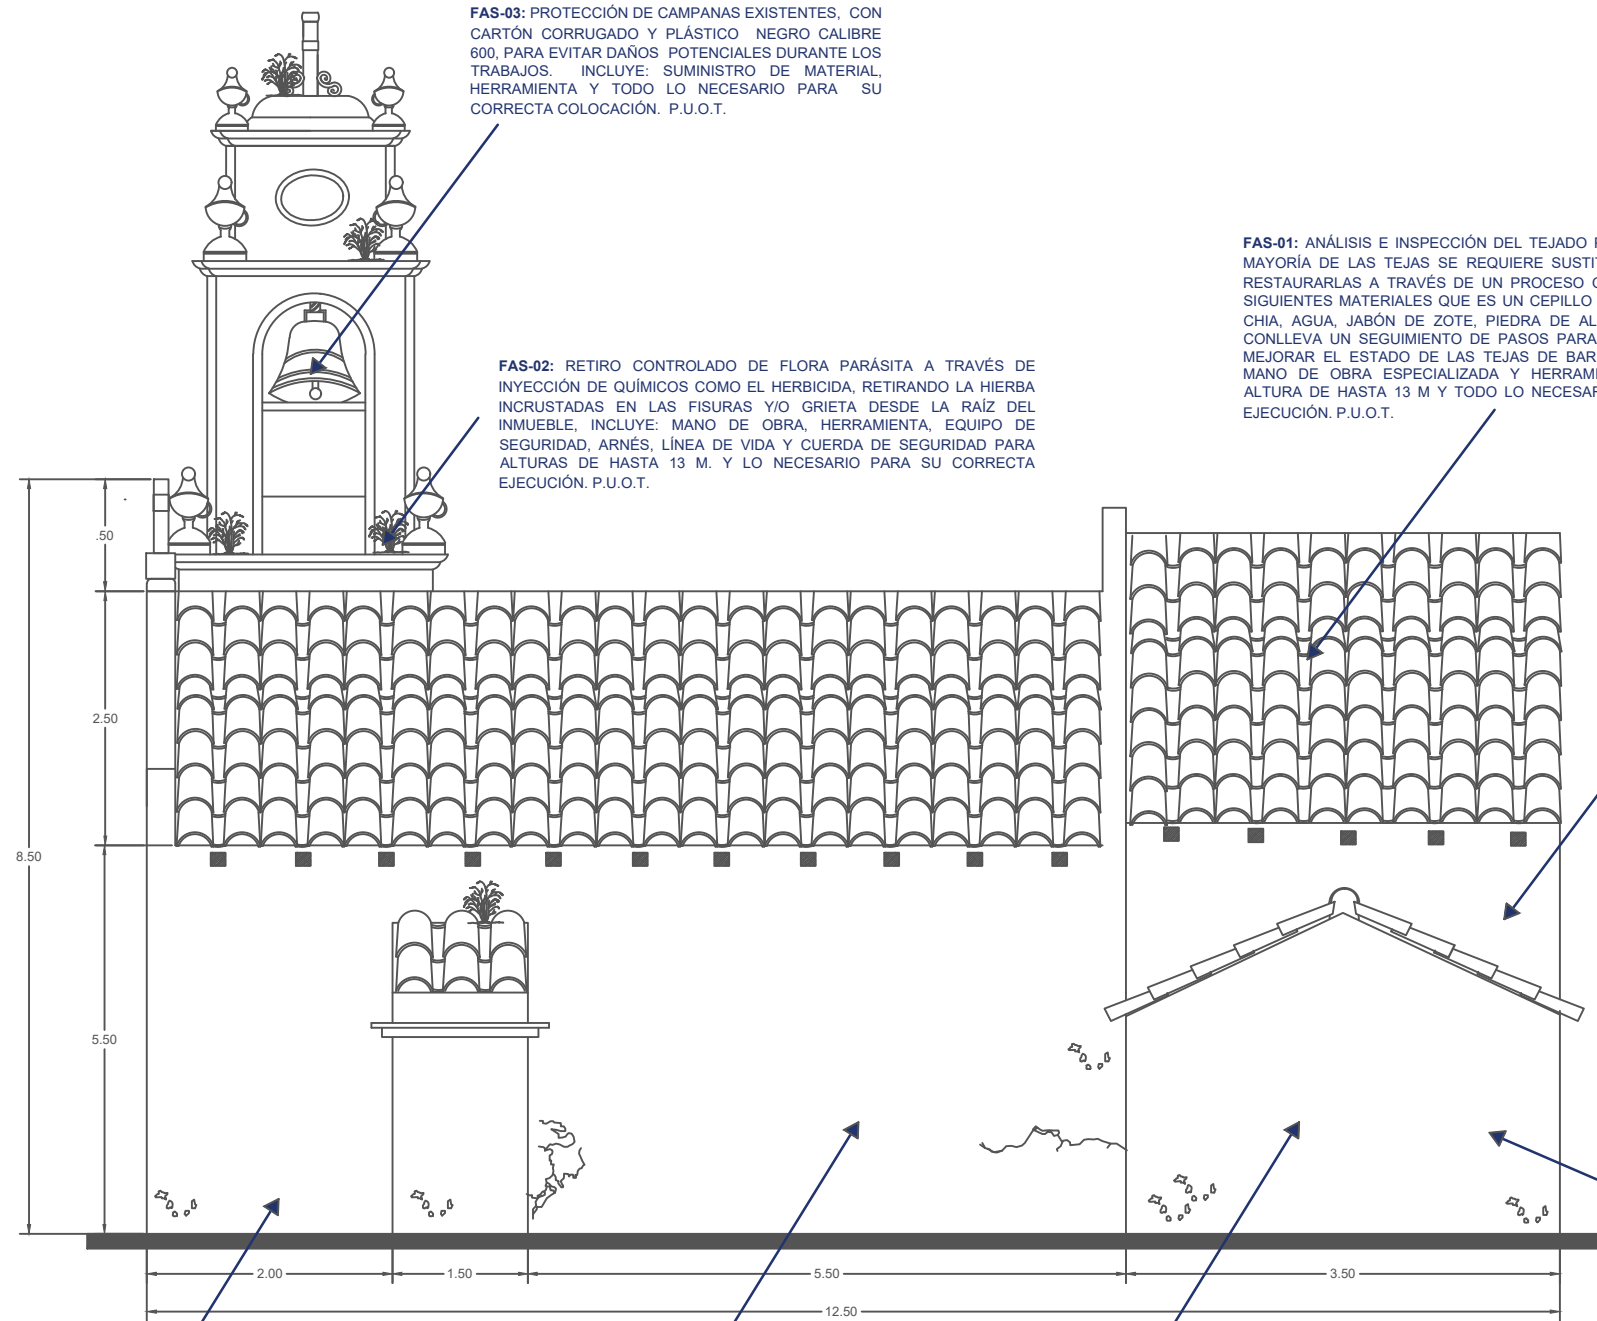 FAS-03: PROTECCIÓN DE CAMPANAS EXISTENTES, CON
CARTÓN CORRUGADO Y PLÁSTICO NEGRO CALIBRE
600, PARA EVITAR DAÑOS POTENCIALES DURANTE LOS
TRABAJOS. INCLUYE: SUMINISTRO DE MATERIAL,
HERRAMIENTA Y TODO LO NECESARIO PARA SU
CORRECTA COLOCACIÓN. P.U.O.T.
FAS-01: ANÁLISIS E INSPECCIÓN DEL TEJADO
MAYORÍA DE LAS TEJAS SE REQUIERE
RESTAURARLAS A TRAVÉS DE UN PROCESO
SIGUIENTES MATERIALES QUE ES UN CEPILLO
CHIA, AGUA, JABÓN DE ZOTE, PIEDRA DE
CONLLEVA UN SEGUIMIENTO DE PASOS PARA
MEJORAR EL ESTADO DE LAS TEJAS DE
MANO DE OBRA ESPECIALIZADA Y
ALTURA DE HASTA 13 M Y TODO LO
EJECUCIÓN. P.U.O.T.
FAS-02: RETIRO CONTROLADO DE FLORA PARÁSITA A TRAVÉS DE
INYECCIÓN DE QUÍMICOS COMO EL HERBICIDA, RETIRANDO LA HIERBA
INCRUSTADAS EN LAS FISURAS Y/O GRIETA DESDE LA RAÍZ DEL
INMUEBLE, INCLUYE: MANO DE OBRA, HERRAMIENTA, EQUIPO DE
SEGURIDAD, ARNÉS, LÍNEA DE VIDA Y CUERDA DE SEGURIDAD PARA
ALTURAS DE HASTA 13 M. Y LO NECESARIO PARA SU CORRECTA
EJECUCIÓN. P.U.O.T.
.50
2.50
8.50
5.50
2.00
1.50
5.50
3.50
12.50